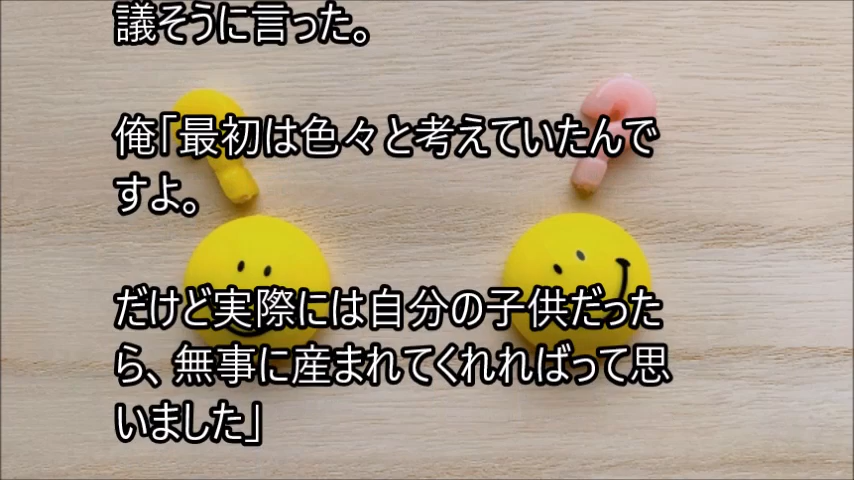 議そうに言った。
俺「最初は色々と考えていたんで
すよ。
だけど実際には自分の子供だった
ら、無事に産まれてくれればって思
いました」